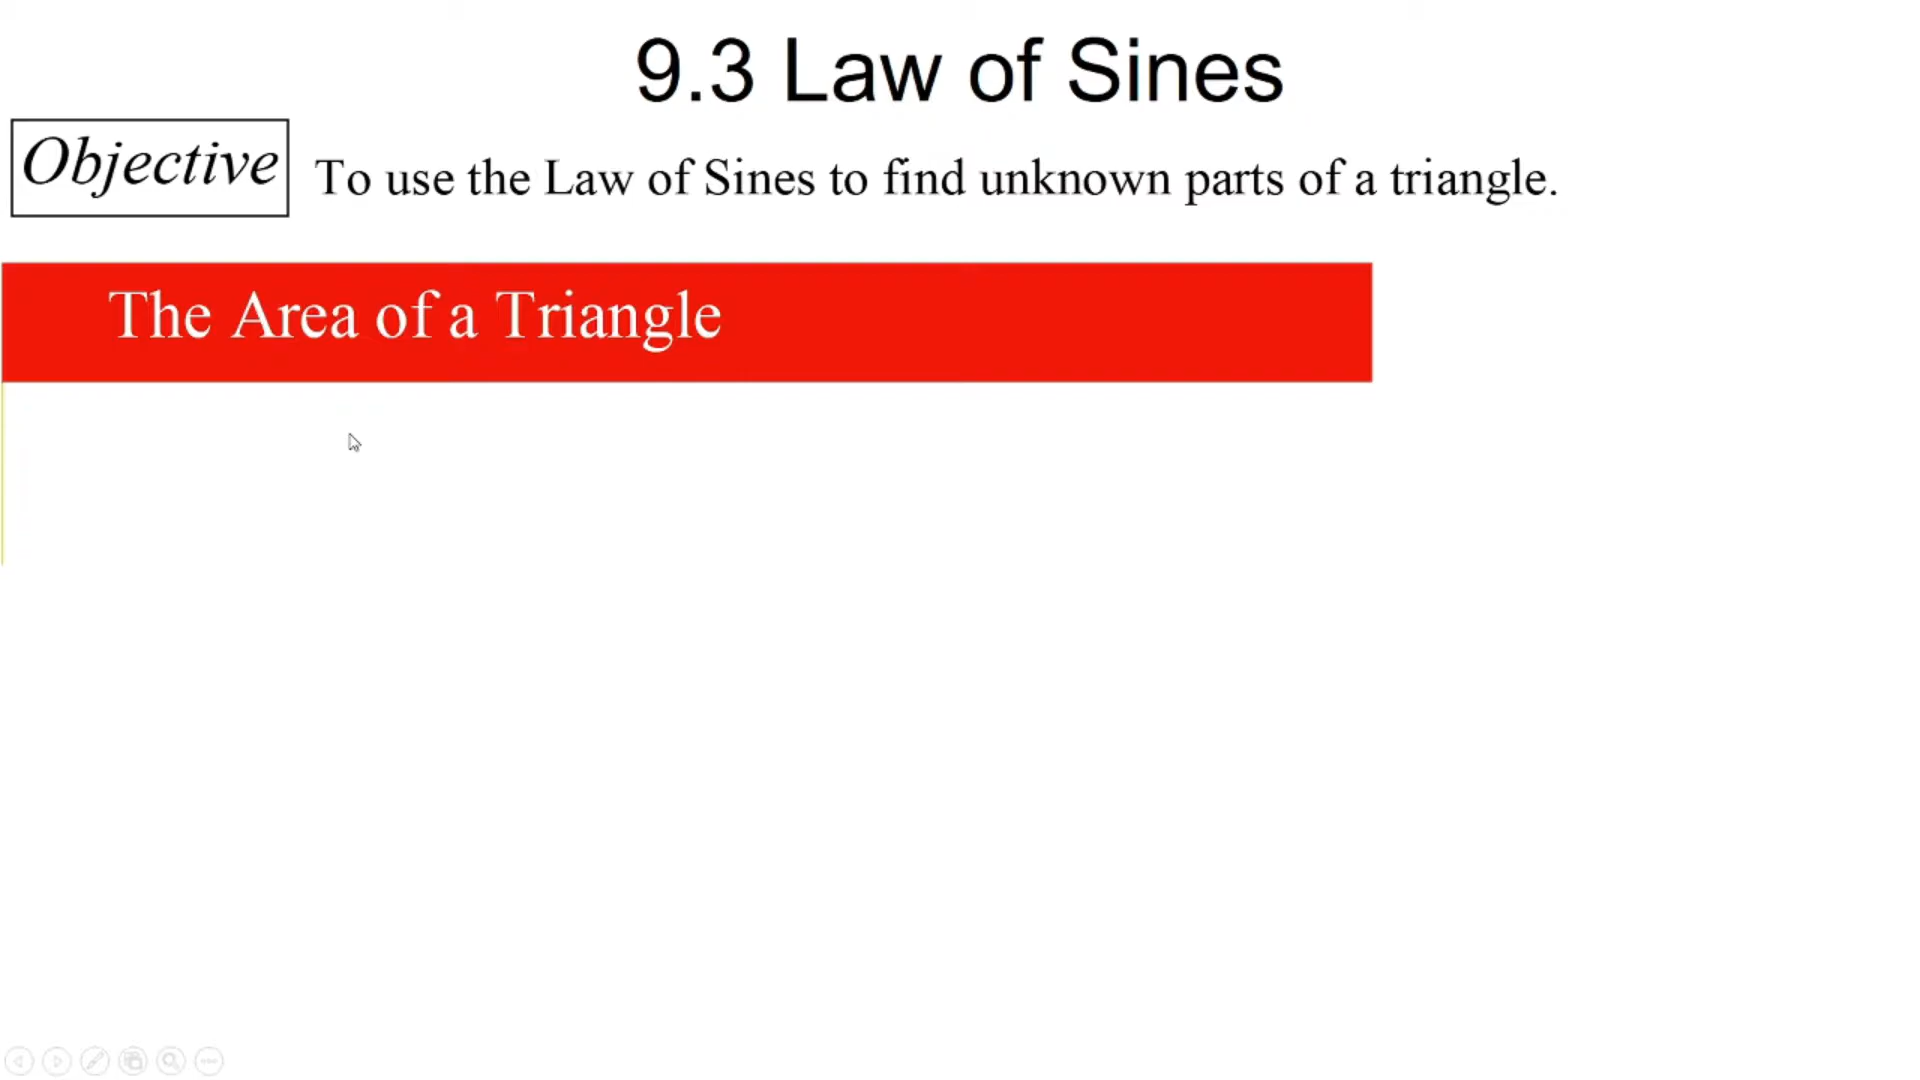 9.3 Law of Sines
Objective
To use the Law of Sines to find unknown parts of a triangle.
The Area of a Triangle